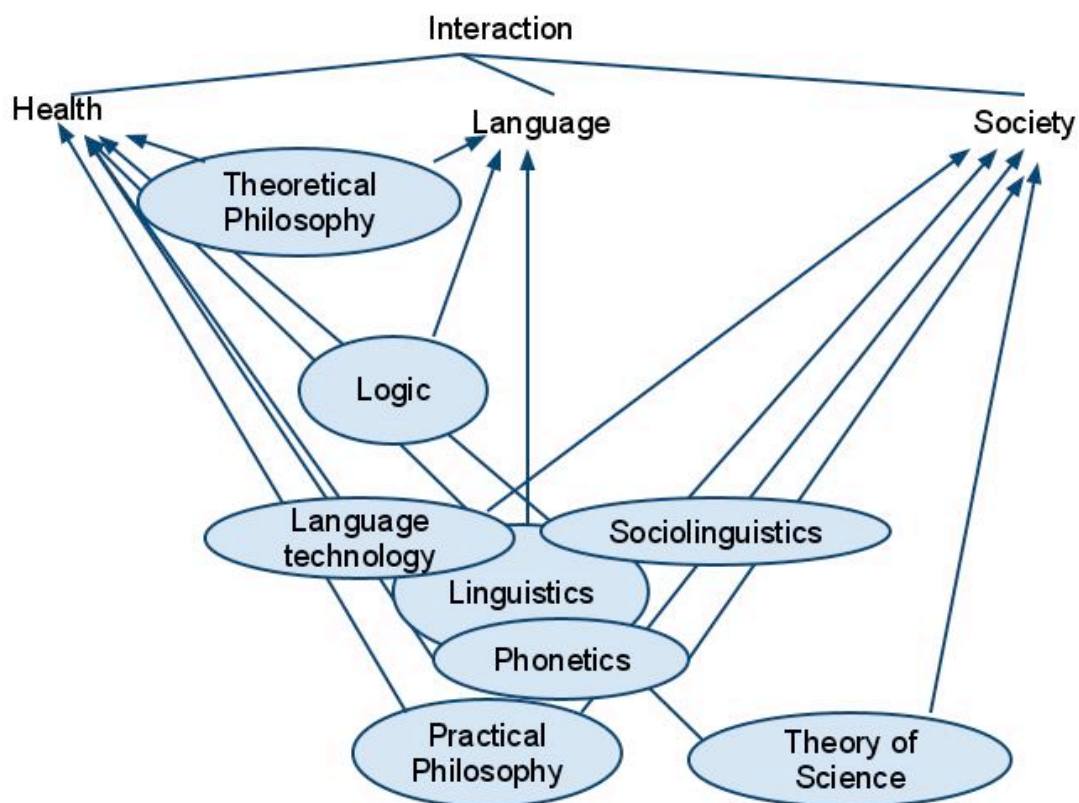 Interaction
Health
Language
Society
Theoretical
Philosophy
Logic
Language
technology
Sociolinguistics
Linguistics
Phonetics
Practical
Philosophy
Theory of
Science